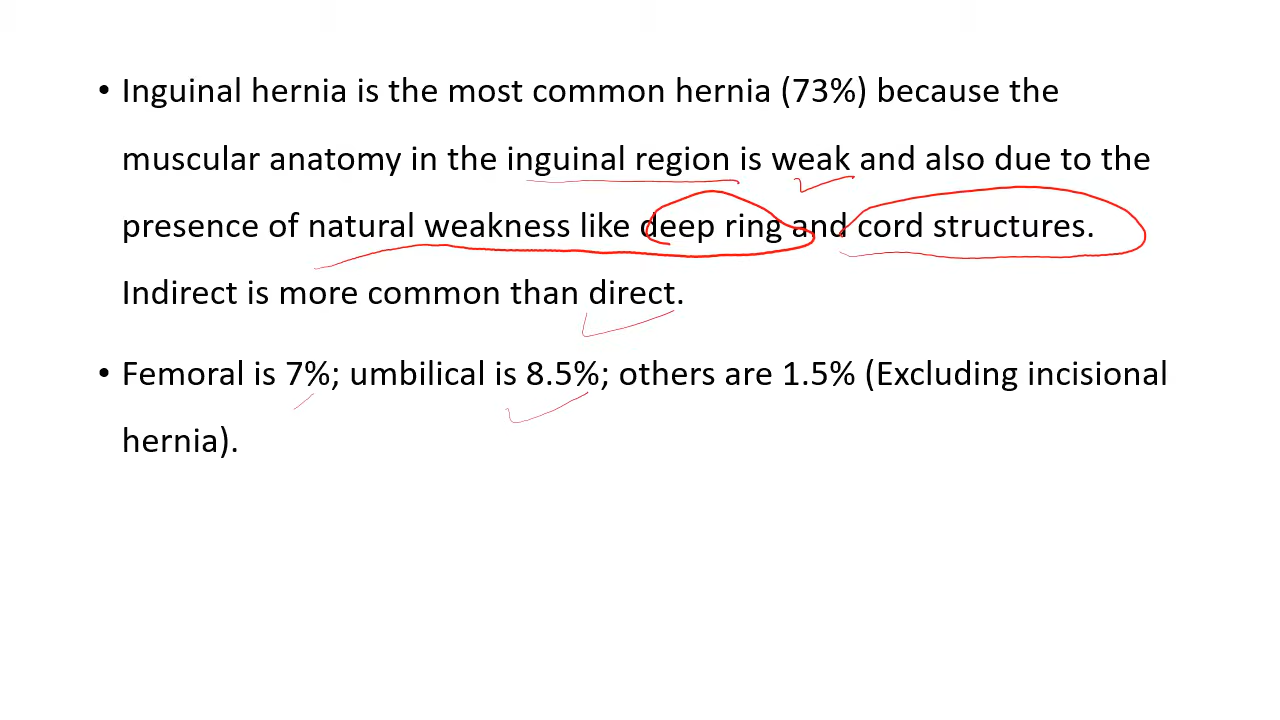 • Inguinal hernia is the most common hernia (73%) because the
muscular anatomy in the inguinal region is weak and also due to the
presence of natural weakness like deep ring and cord structures.
Indirect is more common than direct.
• Femoral is 7%; umbilical is 8.5%; others are 1.5% (Excluding incisional
hernia).